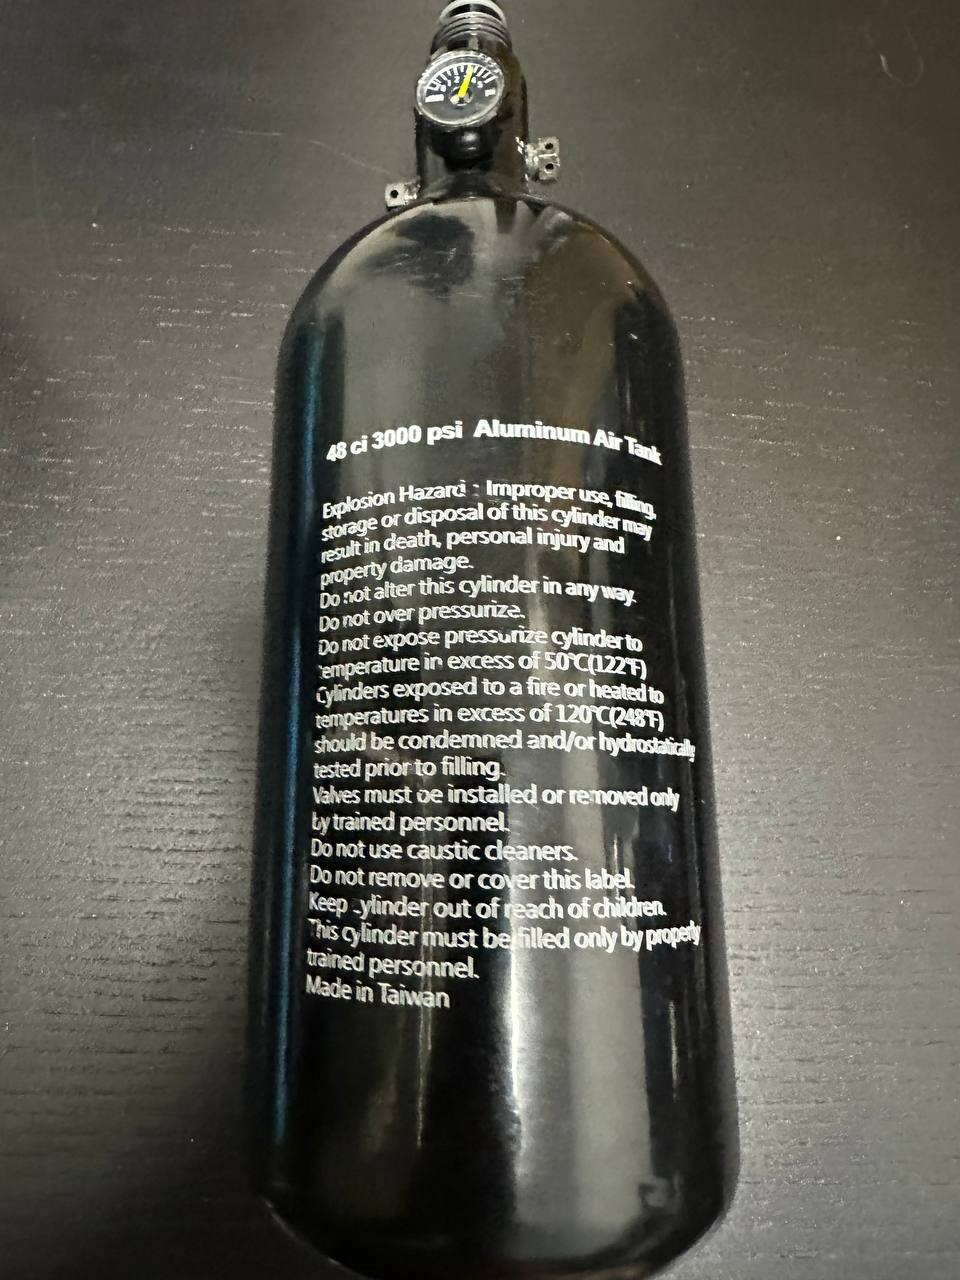 48 ci 3000 psi Aluminum Air Tank
Explosion Hazard : Improper use, filling,
storage or disposal of this cylinder may
result in death, personal injury and
property damage.
Do not alter this cylinder in any way.
Do not over pressurize.
Do not expose pressurize cylinder to
temperature in excess of 50°C(122°F)
Cylinders exposed to a fire or heated to
temperatures in excess of 120°C(248°F)
should be condemned and/or hydrostatically
tested prior to filling.
Valves must be installed or removed only
by trained personnel.
Do not use caustic cleaners.
Do not remove or cover this label.
Keep cylinder out of reach of children.
This cylinder must be filled only by properly
trained personnel.
Made in Taiwan